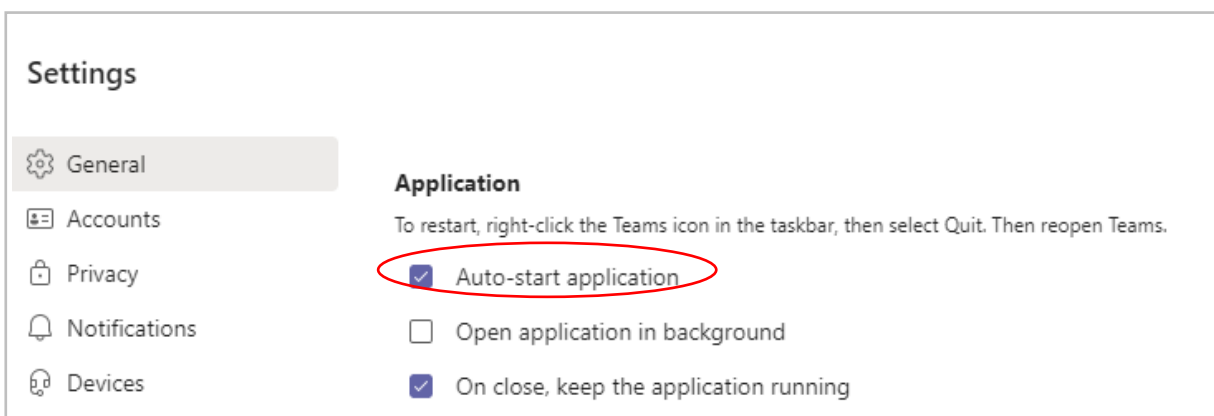 Settings
General
Accounts
Privacy
Notifications
Devices
Application
To restart, right-click the Teams icon in the taskbar, then select Quit. Then reopen Teams.
Auto-start application
Open application in background
On close, keep the application running